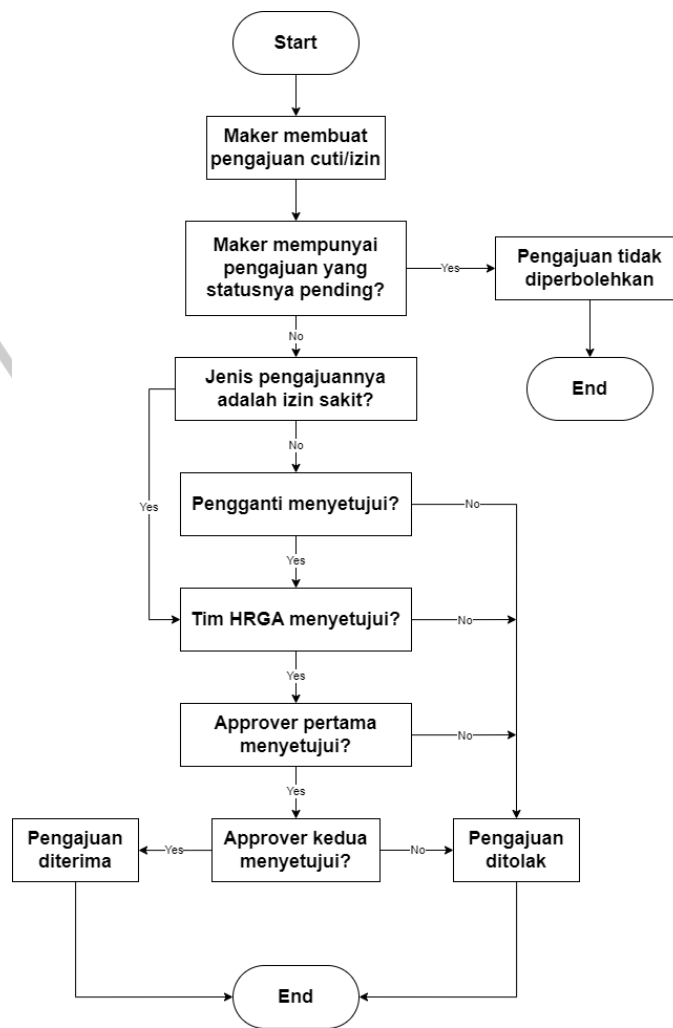 Start
Maker membuat
pengajuan cuti/izin
Maker mempunyai
pengajuan yang
statusnya pending?
Yes
Pengajuan tidak
diperbolehkan
No
End
Jenis pengajuannya
adalah izin sakit?
No
Yes
Pengganti menyetujui?
No
Yes
Tim HRGA menyetujui?
No
Yes
Approver pertama
menyetujui?
No
Yes
Pengajuan
diterima
Yes
Approver kedua
menyetujui?
No
Pengajuan
ditolak
End